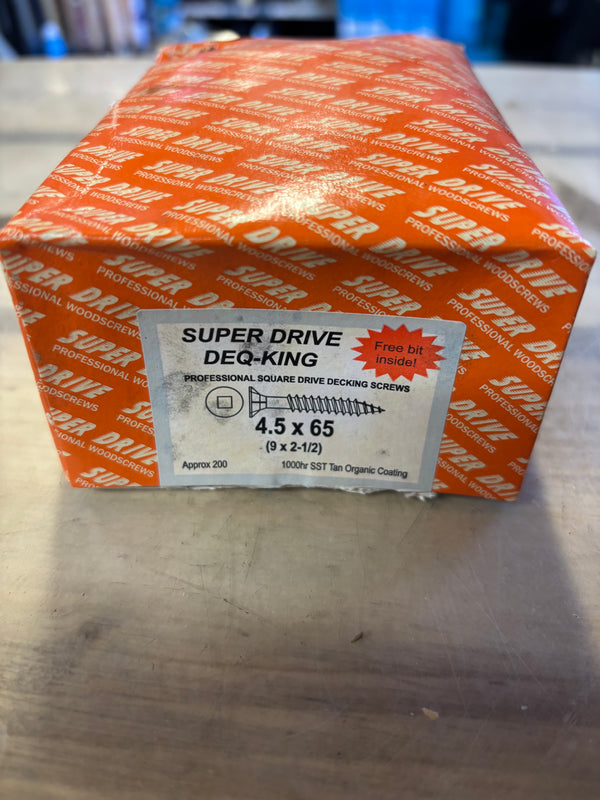 SUPER DRIVE
PROFESSIONAL WOODSCREWS
SUPER DRIVE
DEQ-KING
Free bit
inside!
PROFESSIONAL SQUARE DRIVE DECKING SCREWS
4.5 x 65
(9 x 2-1/2)
Approx 200
1000hr SST Tan Organic Coating